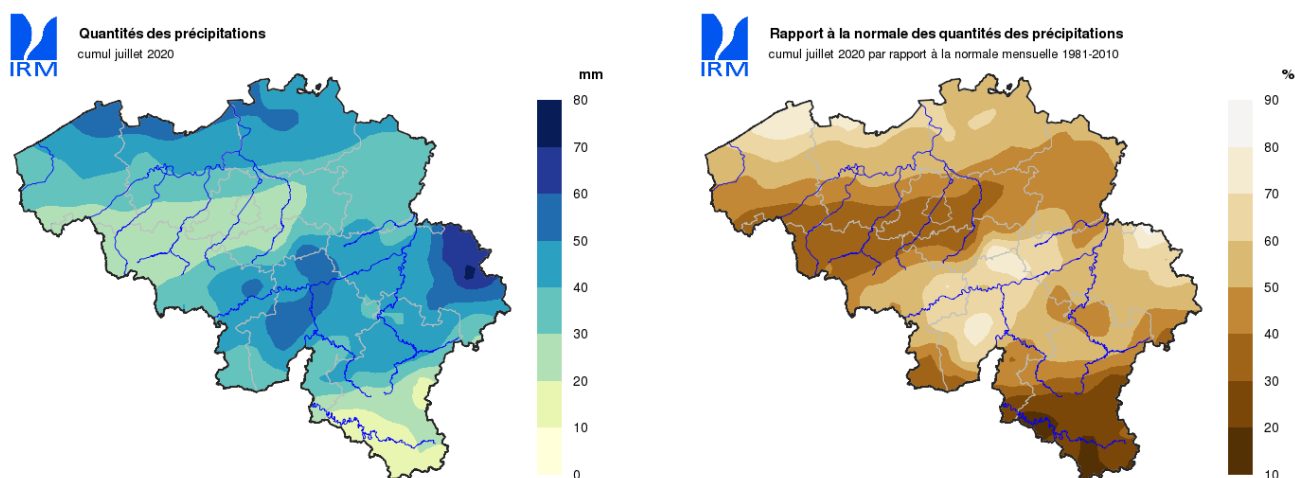 IRM
Quantités des précipitations
cumul juillet 2020
mm
80
70
60
50
40
30
20
10
0
IRM
Rapport à la normale des quantités des précipitations
cumul juillet 2020 par rapport à la normale mensuelle 1981-2010
%
90
80
70
60
50
40
30
20
10